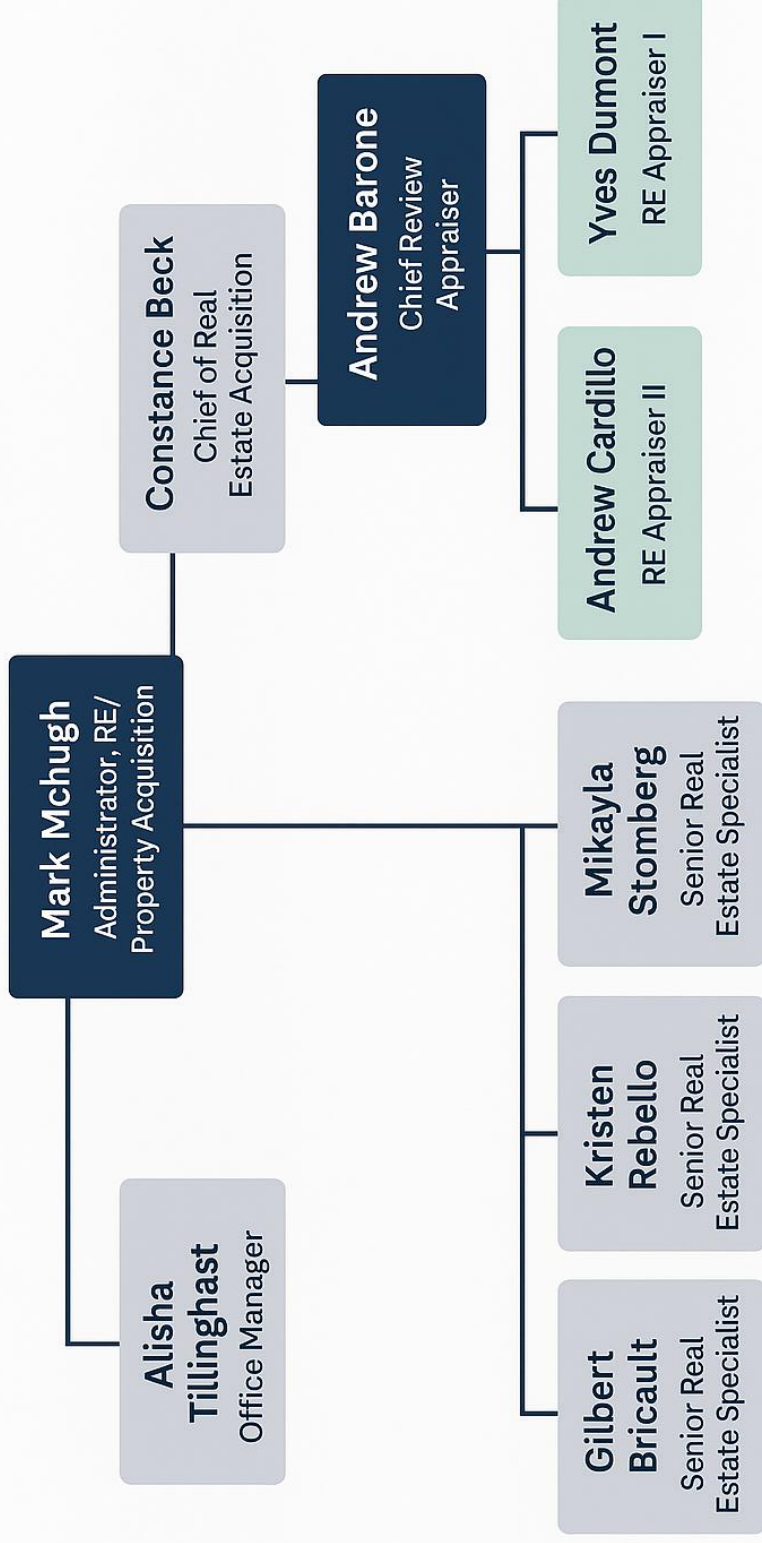 Mark Mchugh
Administrator, RE/
Property Acquisition
Alisha
Tillinghast
Office Manager
Constance Beck
Chief of Real
Estate Acquisition
Andrew Barone
Chief Review
Appraiser
Gilbert
Bricault
Senior Real
Estate Specialist
Kristen
Rebello
Senior Real
Estate Specialist
Mikayla
Stomberg
Senior Real
Estate Specialist
Andrew Cardillo
RE Appraiser II
Yves Dumont
RE Appraiser I